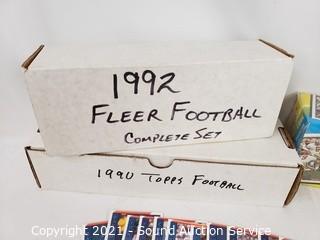 1992
FLEER FOOTBALL
COMPLETE SET
1990 TOPPS FOOTBALL
Copyright 2021 - Sound Auction Service